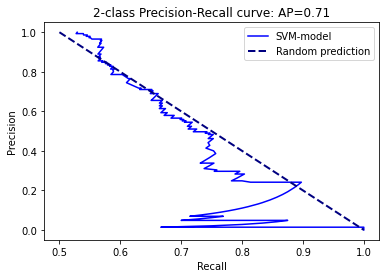 2-class Precision-Recall curve: AP=0.71
SVM-model
Random prediction
Precision
1.0
0.8
0.6
0.4
0.2
0.0
0.5 0.6 0.7 0.8 0.9 1.0
Recall